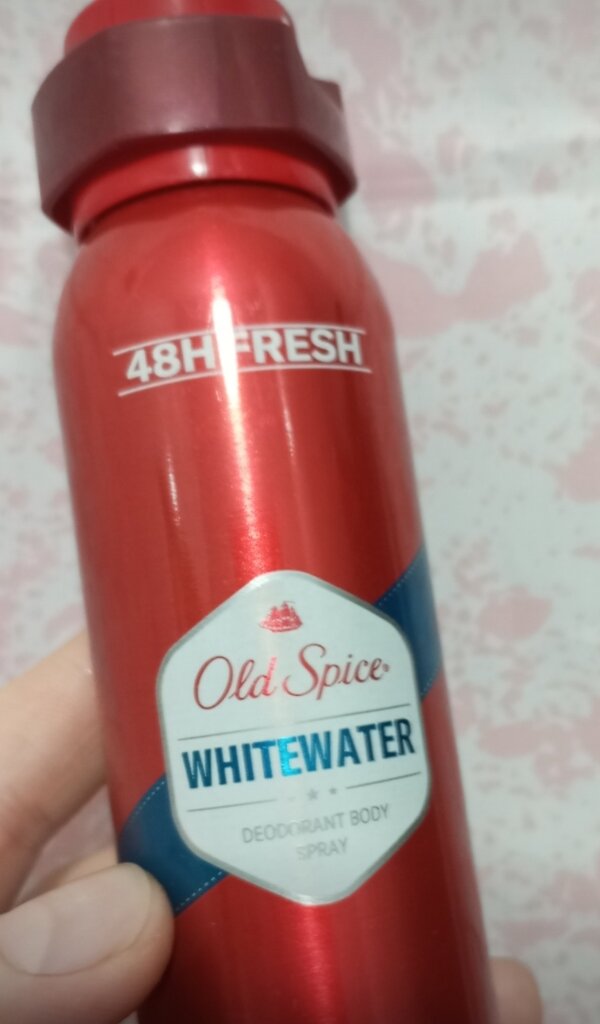 48H FRESH
Old Spice®
WHITEWATER
DEODORANT BODY
SPRAY